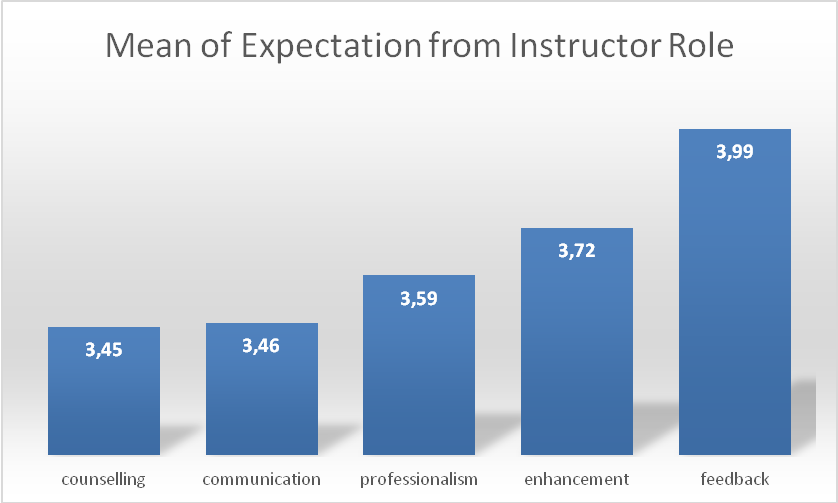 Mean of Expectation from Instructor Role
3,45
3,46
3,59
3,72
3,99
counselling
communication
professionalism
enhancement
feedback